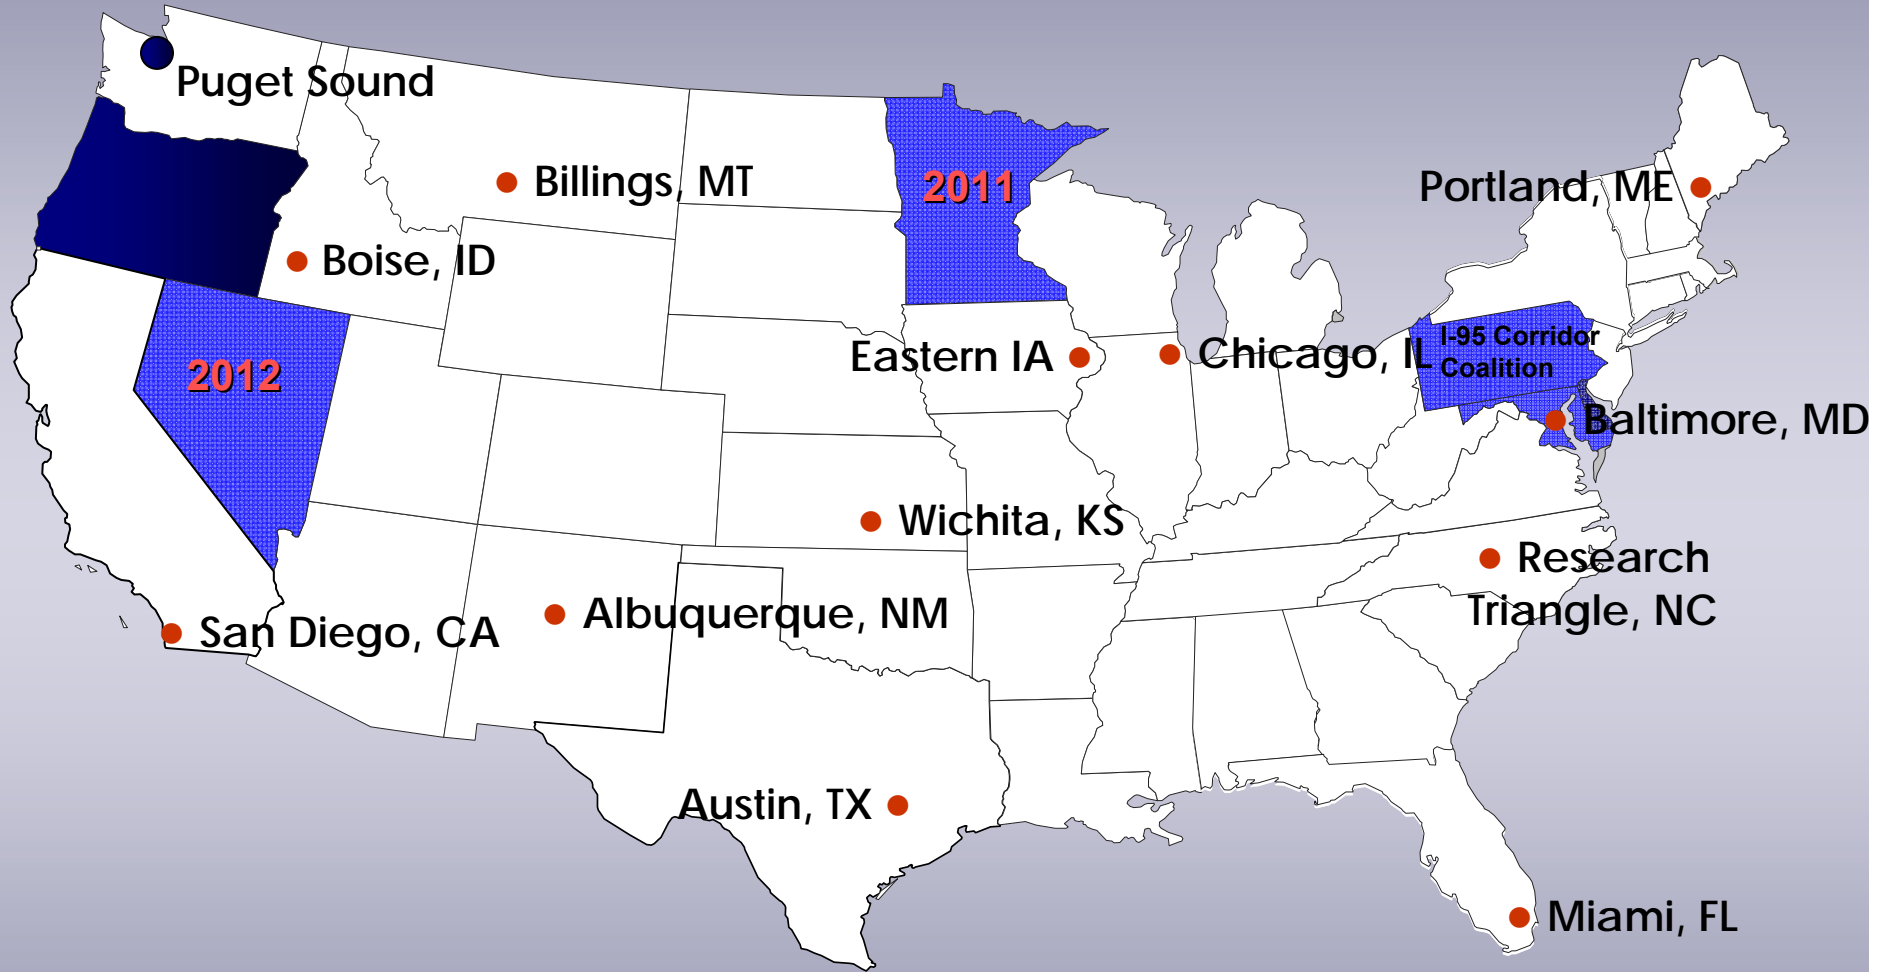 Puget Sound
Billings, MT
2011
Portland, ME
Boise, ID
2012
Eastern IA
Chicago, IL
I-95 Corridor
Coalition
Baltimore, MD
Wichita, KS
Research
Triangle, NC
San Diego, CA
Albuquerque, NM
Austin, TX
Miami, FL